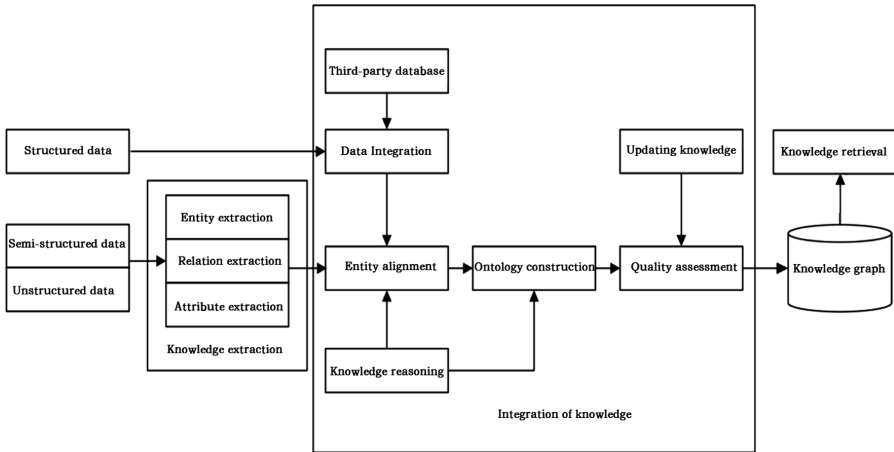 Third-party database
Structured data
Data Integration
Updating knowledge
Knowledge retrieval
Entity extraction
Semi-structured data
Relation extraction
Entity alignment
Ontology construction
Quality assessment
Knowledge graph
Unstructured data
Attribute extraction
Knowledge extraction
Knowledge reasoning
Integration of knowledge